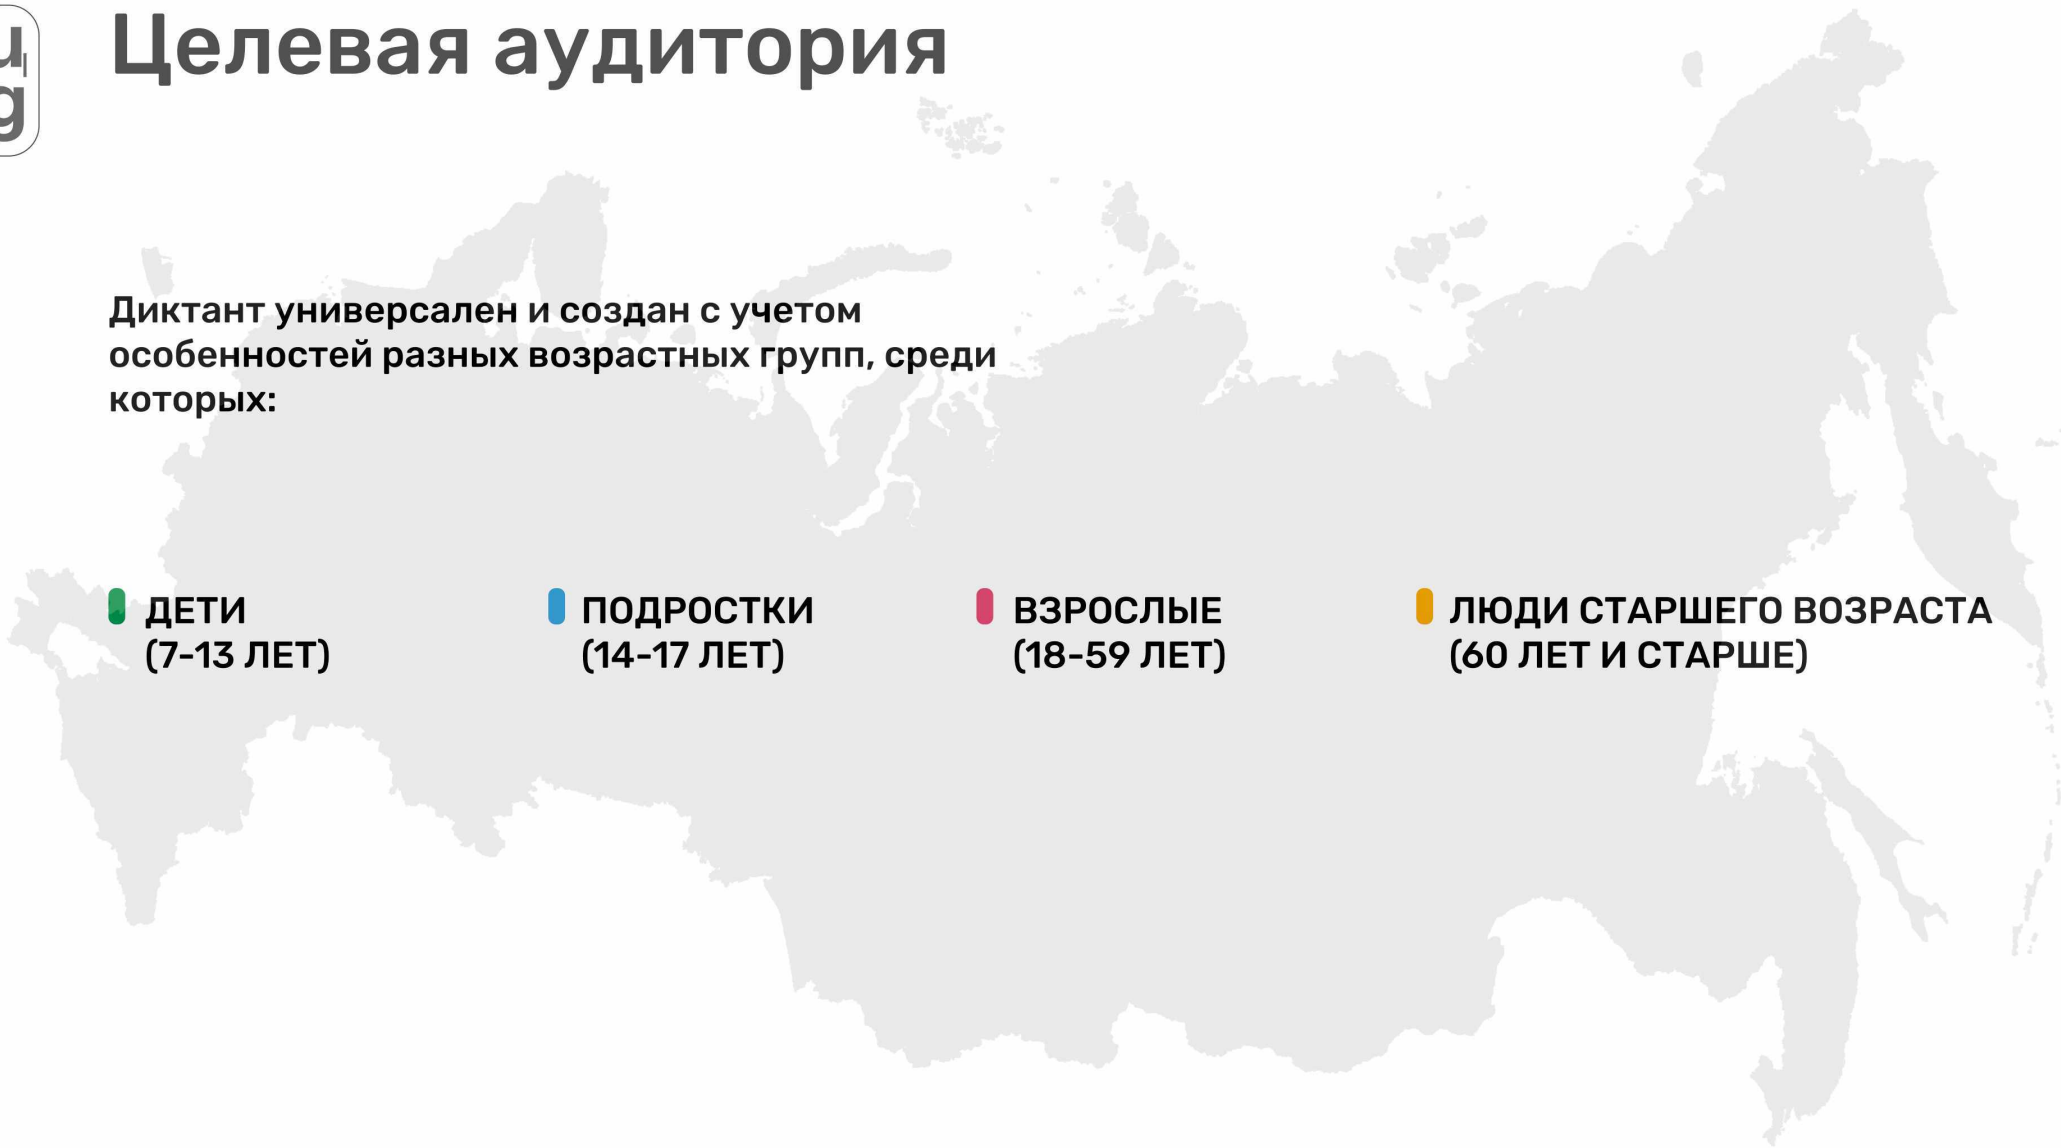 Целевая аудитория
Диктант универсален и создан с учетом
особенностей разных возрастных групп, среди
которых:
ДЕТИ
(7-13 ЛЕТ)
ПОДРОСТКИ
(14-17 ЛЕТ)
ВЗРОСЛЫЕ
(18-59 ЛЕТ)
ЛЮДИ СТАРШЕГО ВОЗРАСТА
(60 ЛЕТ И СТАРШЕ)